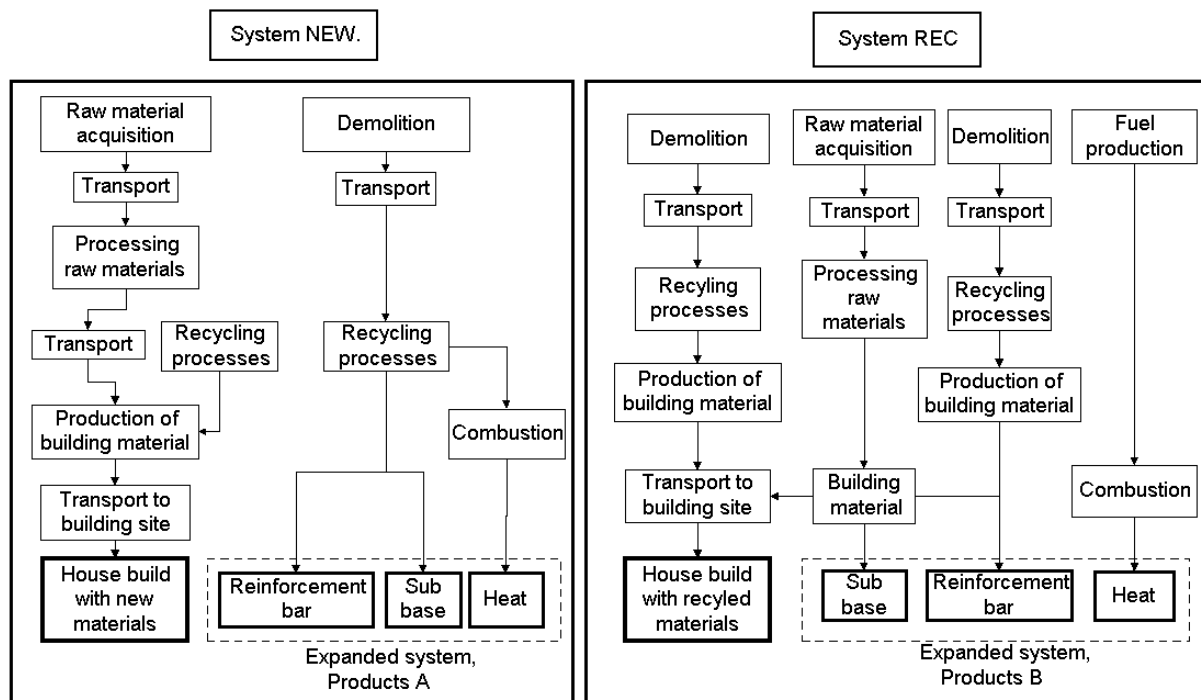 System NEW.
Raw material
acquisition
Transport
Processing
raw materials
Transport
Recycling
processes
Production of
building material
Transport to
building site
House build
with new
materials
Demolition
Transport
Recycling
processes
Combustion
Reinforcement
bar
Sub
base
Heat
Expanded system,
Products A
System REC
Demolition
Transport
Recyling
processes
Production of
building material
Transport to
building site
House build
with recyled
materials
Raw material
acquisition
Transport
Processing
raw
materials
Building
material
Sub
base
Demolition
Transport
Recycling
processes
Production of
building material
Reinforcement
bar
Fuel
production
Combustion
Heat
Expanded system,
Products B